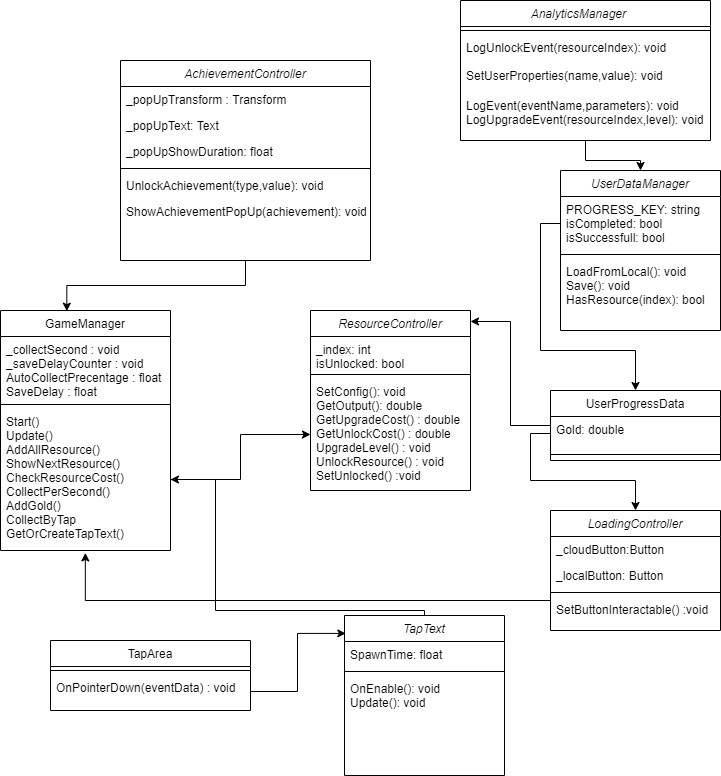 AnalyticsManager
LogUnlockEvent(resourceIndex): void
SetUserProperties(name,value): void
LogEvent(eventName,parameters): void
LogUpgradeEvent(resourceIndex,level): void
AchievementController
_popUpTransform : Transform
_popUpText: Text
_popUpShowDuration: float
UnlockAchievement(type,value): void
ShowAchievementPopUp(achievement): void
UserDataManager
PROGRESS_KEY: string
isCompleted: bool
isSuccessfull: bool
LoadFromLocal(): void
Save(): void
HasResource(index): bool
GameManager
_collectSecond : void
_saveDelayCounter : void
AutoCollectPrecentage : float
SaveDelay : float
Start()
Update()
AddAllResource()
ShowNextResource()
CheckResourceCost()
CollectPerSecond()
AddGold()
CollectByTap
GetOrCreateTapText()
ResourceController
_index: int
isUnlocked: bool
SetConfig(): void
GetOutput(): double
GetUpgradeCost() : double
GetUnlockCost() : double
UpgradeLevel() : void
UnlockResource() : void
SetUnlocked() :void
UserProgressData
Gold: double
LoadingController
_cloudButton:Button
_localButton: Button
SetButtonInteractable() :void
TapArea
OnPointerDown(eventData) : void
TapText
SpawnTime: float
OnEnable(): void
Update(): void